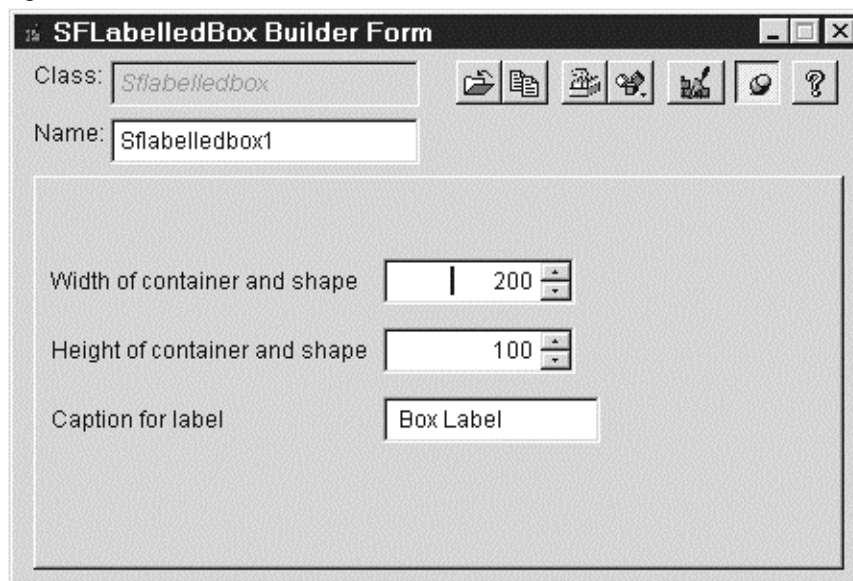 SFLabelledBox Builder Form
Class: Sflabelledbox
Name: Sflabelledbox1
Width of container and shape 200
Height of container and shape 100
Caption for label Box Label